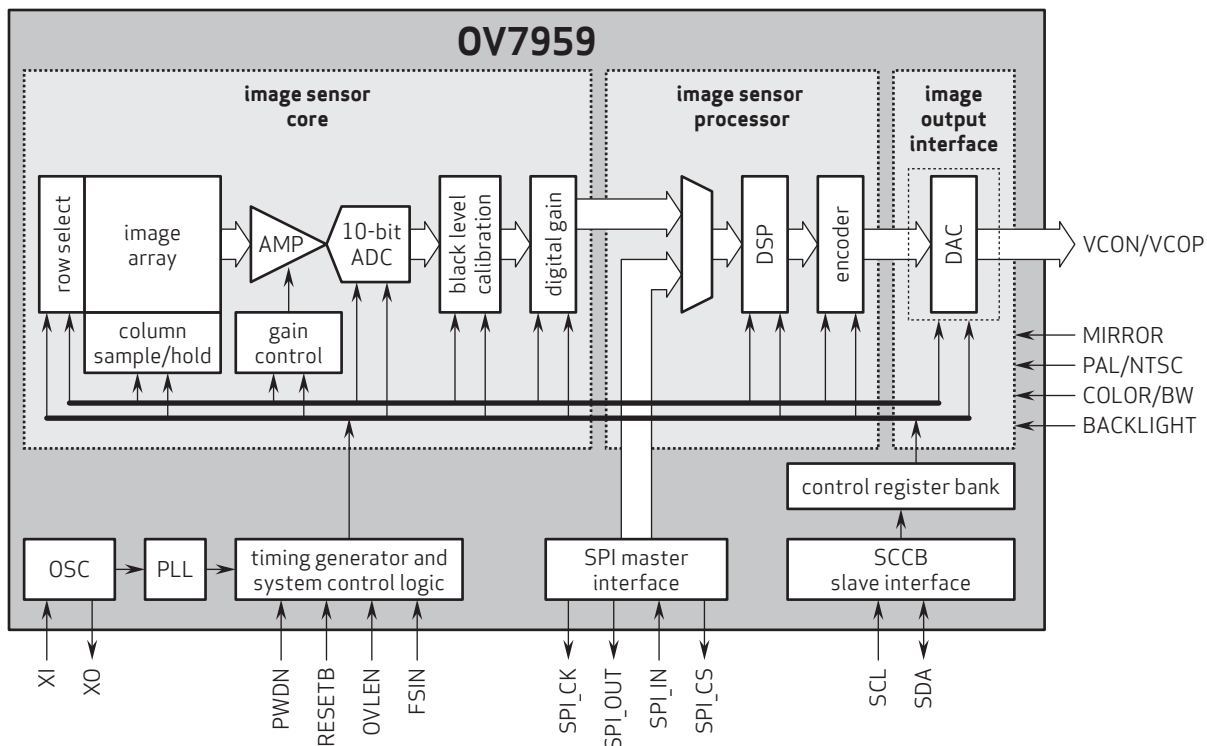 OV7959
image sensor
core
image sensor
processor
image
output
interface
row select
image
array
AMP
10-bit
ADC
black level
calibration
digital gain
DSP
encoder
DAC
VCON/VCOP
column
sample/hold
gain
control
MIRROR
PAL/NTSC
COLOR/BW
BACKLIGHT
control register bank
OSC
PLL
timing generator and
system control logic
SPI master
interface
SCCB
slave interface
XI
XO
PWDN
RESETB
OVLEN
FSIN
SPI_CK
SPI_OUT
SPI_IN
SPI_CS
SCL
SDA